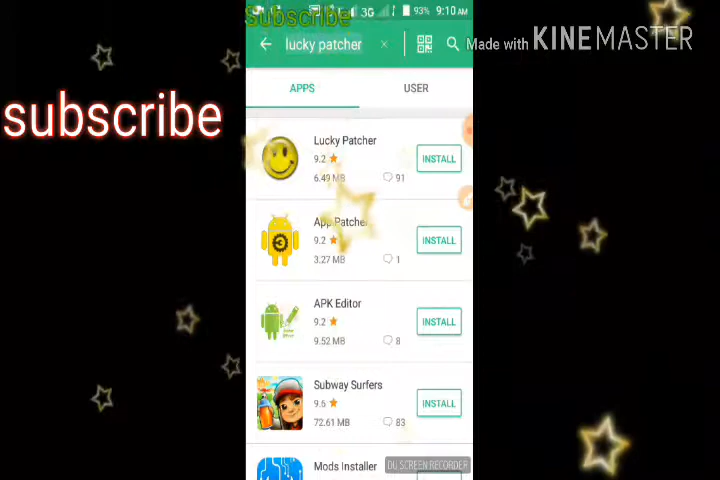 subscribe
3G
93%
9:10 AM
lucky patcher
Made with KINEMASTER
subscribe
APPS
USER
Lucky Patcher
9.2
INSTALL
6.49 MB
91
App Patcher
9.2
INSTALL
3.27 MB
1
APK Editor
9.2
INSTALL
9.52 MB
8
Subway Surfers
9.6
INSTALL
72.61 MB
83
Mods Installer
DU SCREEN RECORDER